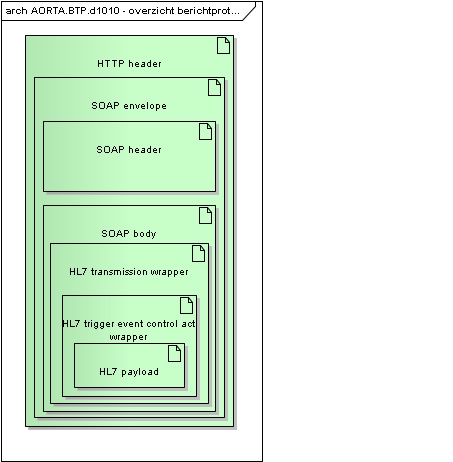 arch AORTA.BTP.d1010 - overzicht berichtprot...
HTTP header
SOAP envelope
SOAP header
SOAP body
HL7 transmission wrapper
HL7 trigger event control act
wrapper
HL7 payload